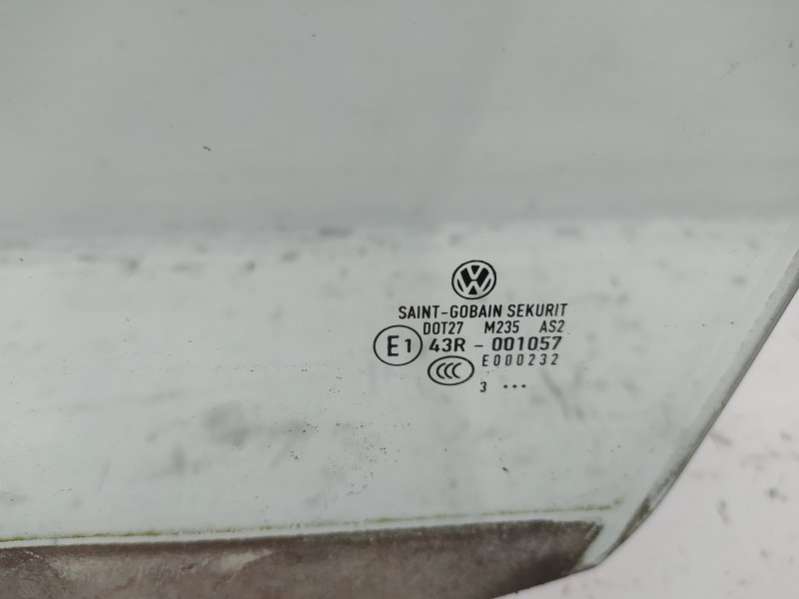 SAINT-GOBAIN SEKURIT
DOT27 M235 AS2
E1 43R - 001057
CCC E000232
3 •••